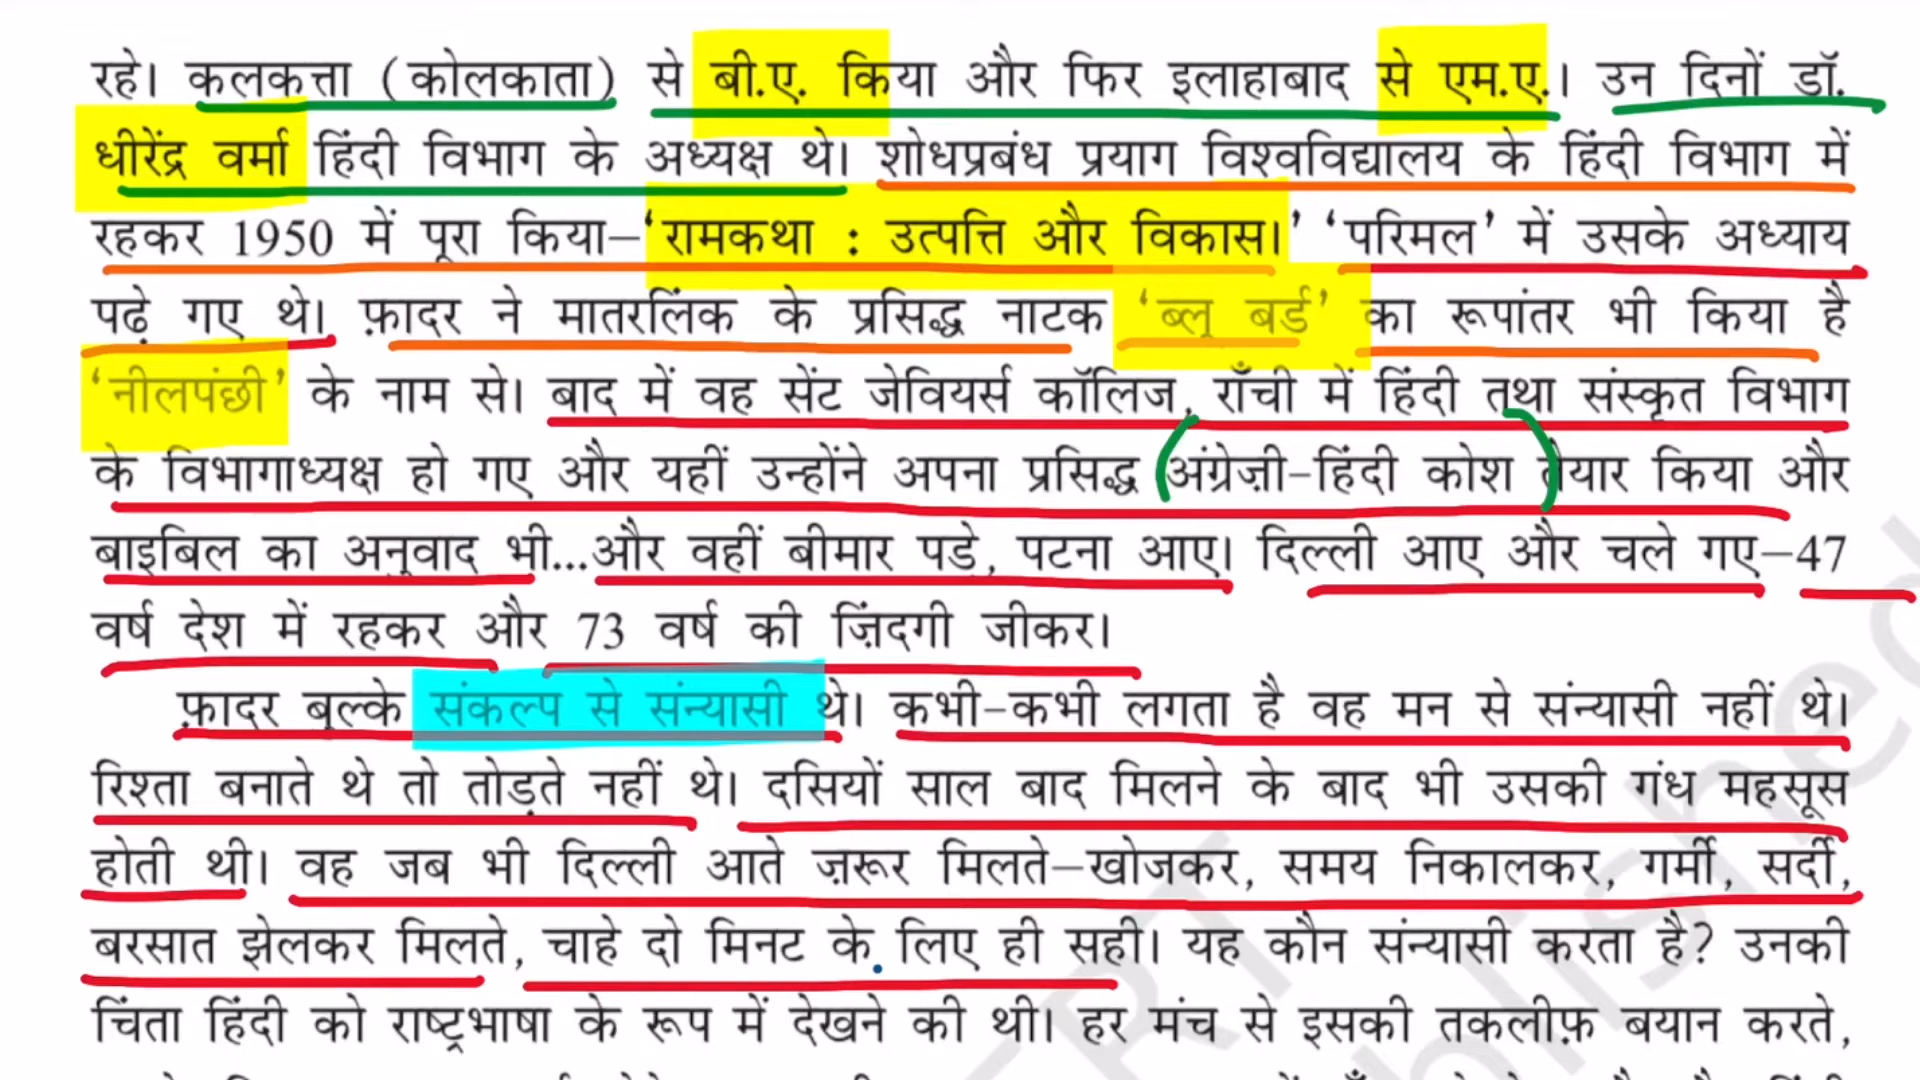 रहे। कलकत्ता (कोलकाता) से बी.ए. किया और फिर इलाहाबाद से एम.ए.। उन दिनों डॉ.
धीरेंद्र वर्मा हिंदी विभाग के अध्यक्ष थे। शोधप्रबंध प्रयाग विश्वविद्यालय के हिंदी विभाग में
रहकर 1950 में पूरा किया—‘रामकथा : उत्पत्ति और विकास।’ ‘परिमल’ में उसके अध्याय
पढ़े गए थे। फ़ादर ने मातरलिंक के प्रसिद्ध नाटक ‘ब्लू बर्ड’ का रूपांतर भी किया है
‘नीलपंछी’ के नाम से। बाद में वह सेंट जेवियर्स कॉलिज, राँची में हिंदी तथा संस्कृत विभाग
के विभागाध्यक्ष हो गए और यहीं उन्होंने अपना प्रसिद्ध अंग्रेज़ी-हिंदी कोश तैयार किया और
बाइबिल का अनुवाद भी...और वहीं बीमार पड़े, पटना आए। दिल्ली आए और चले गए—47
वर्ष देश में रहकर और 73 वर्ष की ज़िंदगी जीकर।
फ़ादर बुल्के संकल्प से संन्यासी थे। कभी-कभी लगता है वह मन से संन्यासी नहीं थे।
रिश्ता बनाते थे तो तोड़ते नहीं थे। दसियों साल बाद मिलने के बाद भी उसकी गंध महसूस
होती थी। वह जब भी दिल्ली आते ज़रूर मिलते—खोजकर, समय निकालकर, गर्मी, सर्दी,
बरसात झेलकर मिलते, चाहे दो मिनट के लिए ही सही। यह कौन संन्यासी करता है? उनकी
चिंता हिंदी को राष्ट्रभाषा के रूप में देखने की थी। हर मंच से इसकी तकलीफ़ बयान करते,